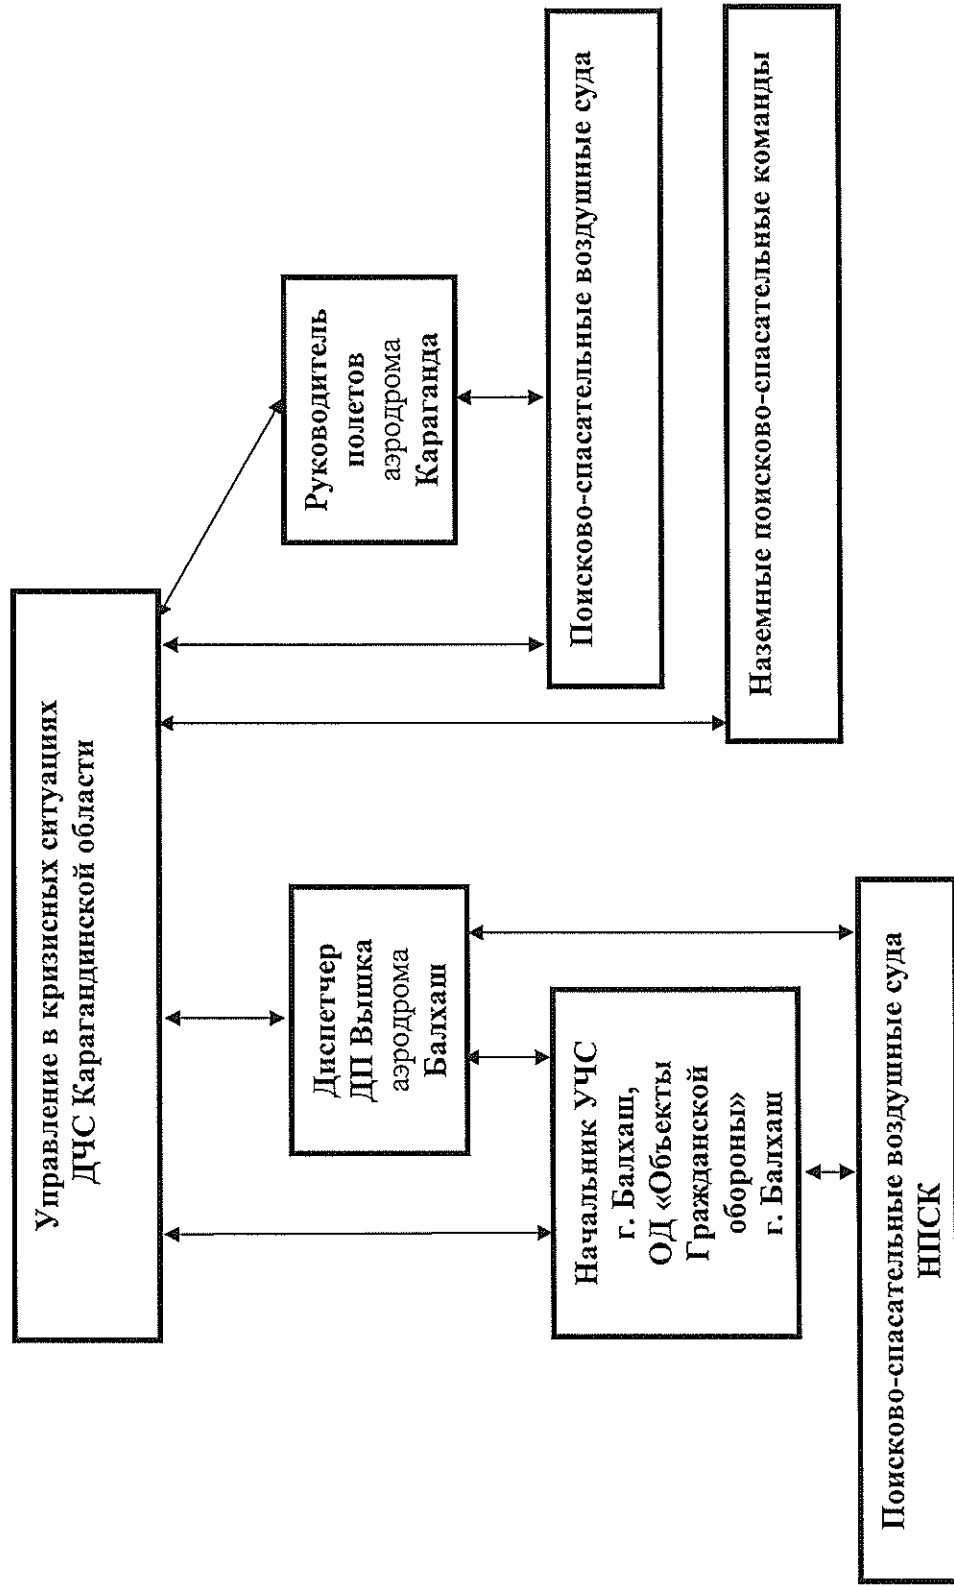 Управление в кризисных ситуациях
ДЧС Карагандинской области
Диспетчер
ДП Вышка
аэродрома
Балхаш
Руководитель
полетов
аэродрома
Караганда
Начальник УЧС
г. Балхаш,
ОД «Объекты
Гражданской
обороны»
г. Балхаш
Поисково-спасательные воздушные суда
Наземные поисково-спасательные команды
Поисково-спасательные воздушные суда
НПСК